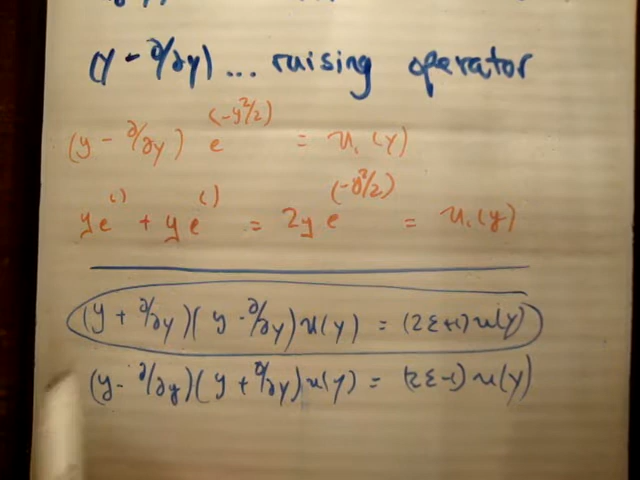 (y - ∂/∂y) ... raising operator
(y - ∂/∂y) e^(-y²/2) = u₁(y)
ye^() + ye^() = 2y e^(-y²/2) = u₁(y)
(y + ∂/∂y)(y - ∂/∂y)u(y) = (2ε+1)u(y)
(y - ∂/∂y)(y + ∂/∂y)u(y) = (2ε-1)u(y)